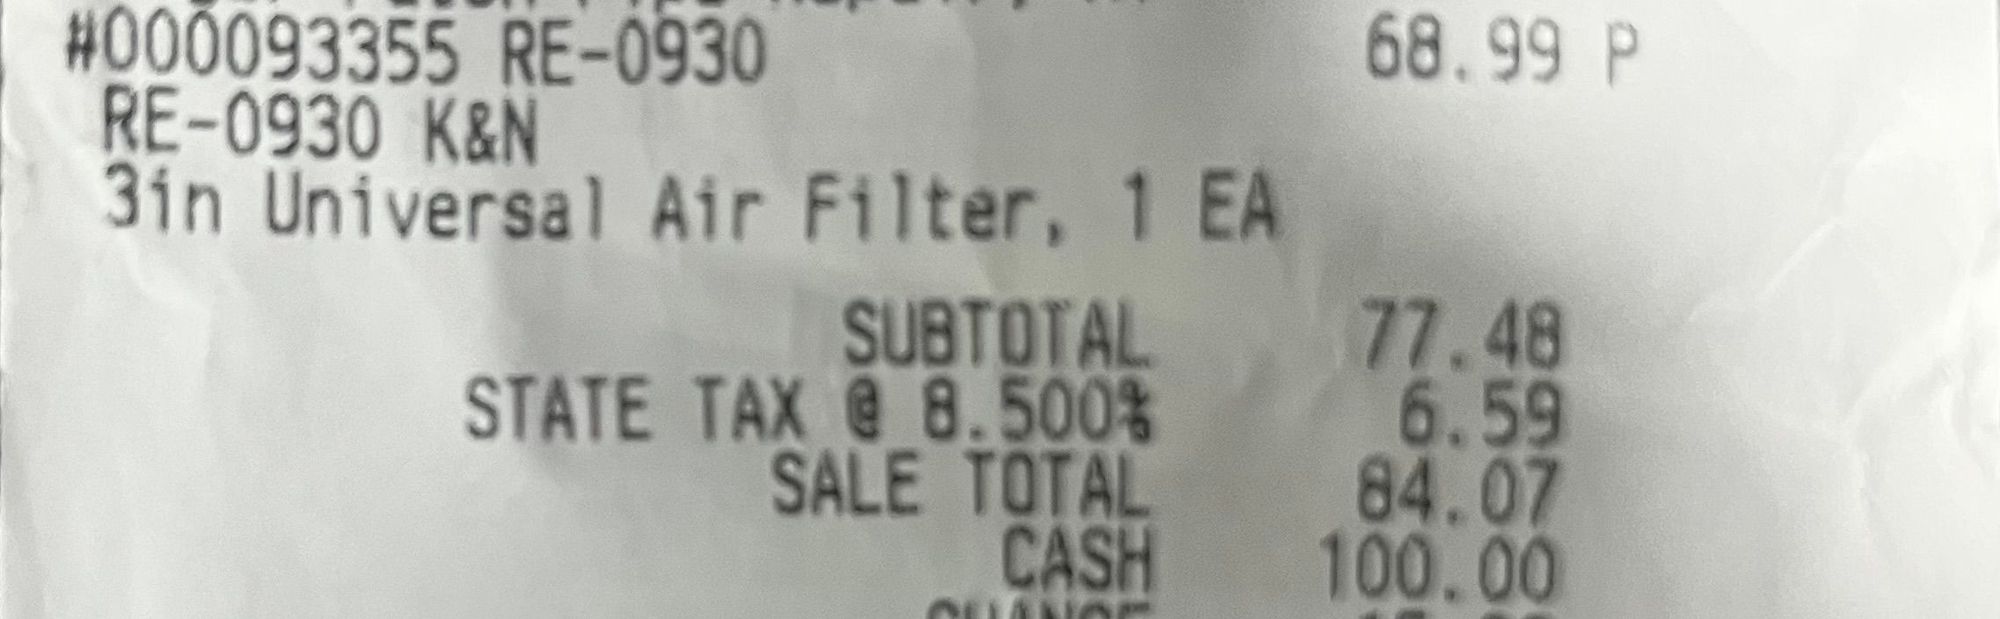 #000093355 RE-0930 68.99 P
RE-0930 K&N
3in Universal Air Filter, 1 EA
SUBTOTAL 77.48
STATE TAX @ 8.500% 6.59
SALE TOTAL 84.07
CASH 100.00
CHANGE